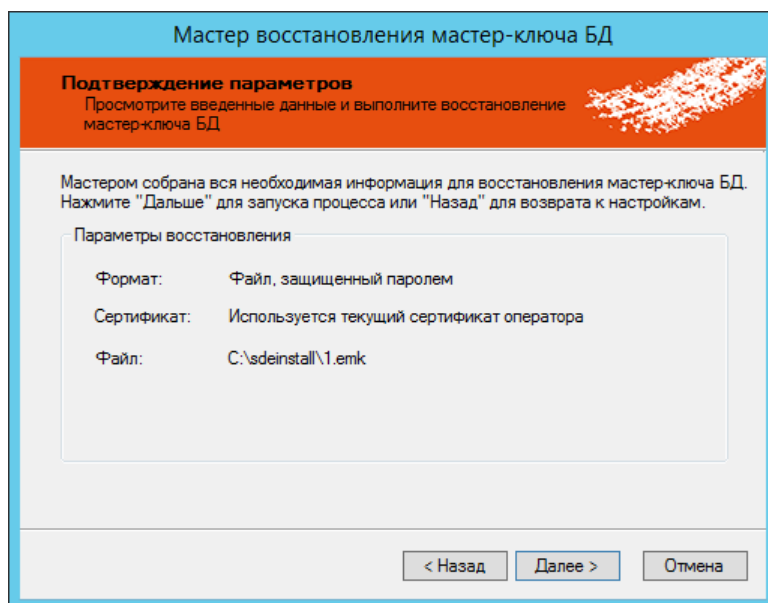 Мастер восстановления мастер-ключа БД
Подтверждение параметров
Просмотрите введенные данные и выполните восстановление
мастер-ключа БД
Мастером собрана вся необходимая информация для восстановления мастер-ключа БД.
Нажмите "Дальше" для запуска процесса или "Назад" для возврата к настройкам.
Параметры восстановления
Формат: Файл, защищенный паролем
Сертификат: Используется текущий сертификат оператора
Файл: C:\sdeinstall\1.emk
< Назад Далее > Отмена